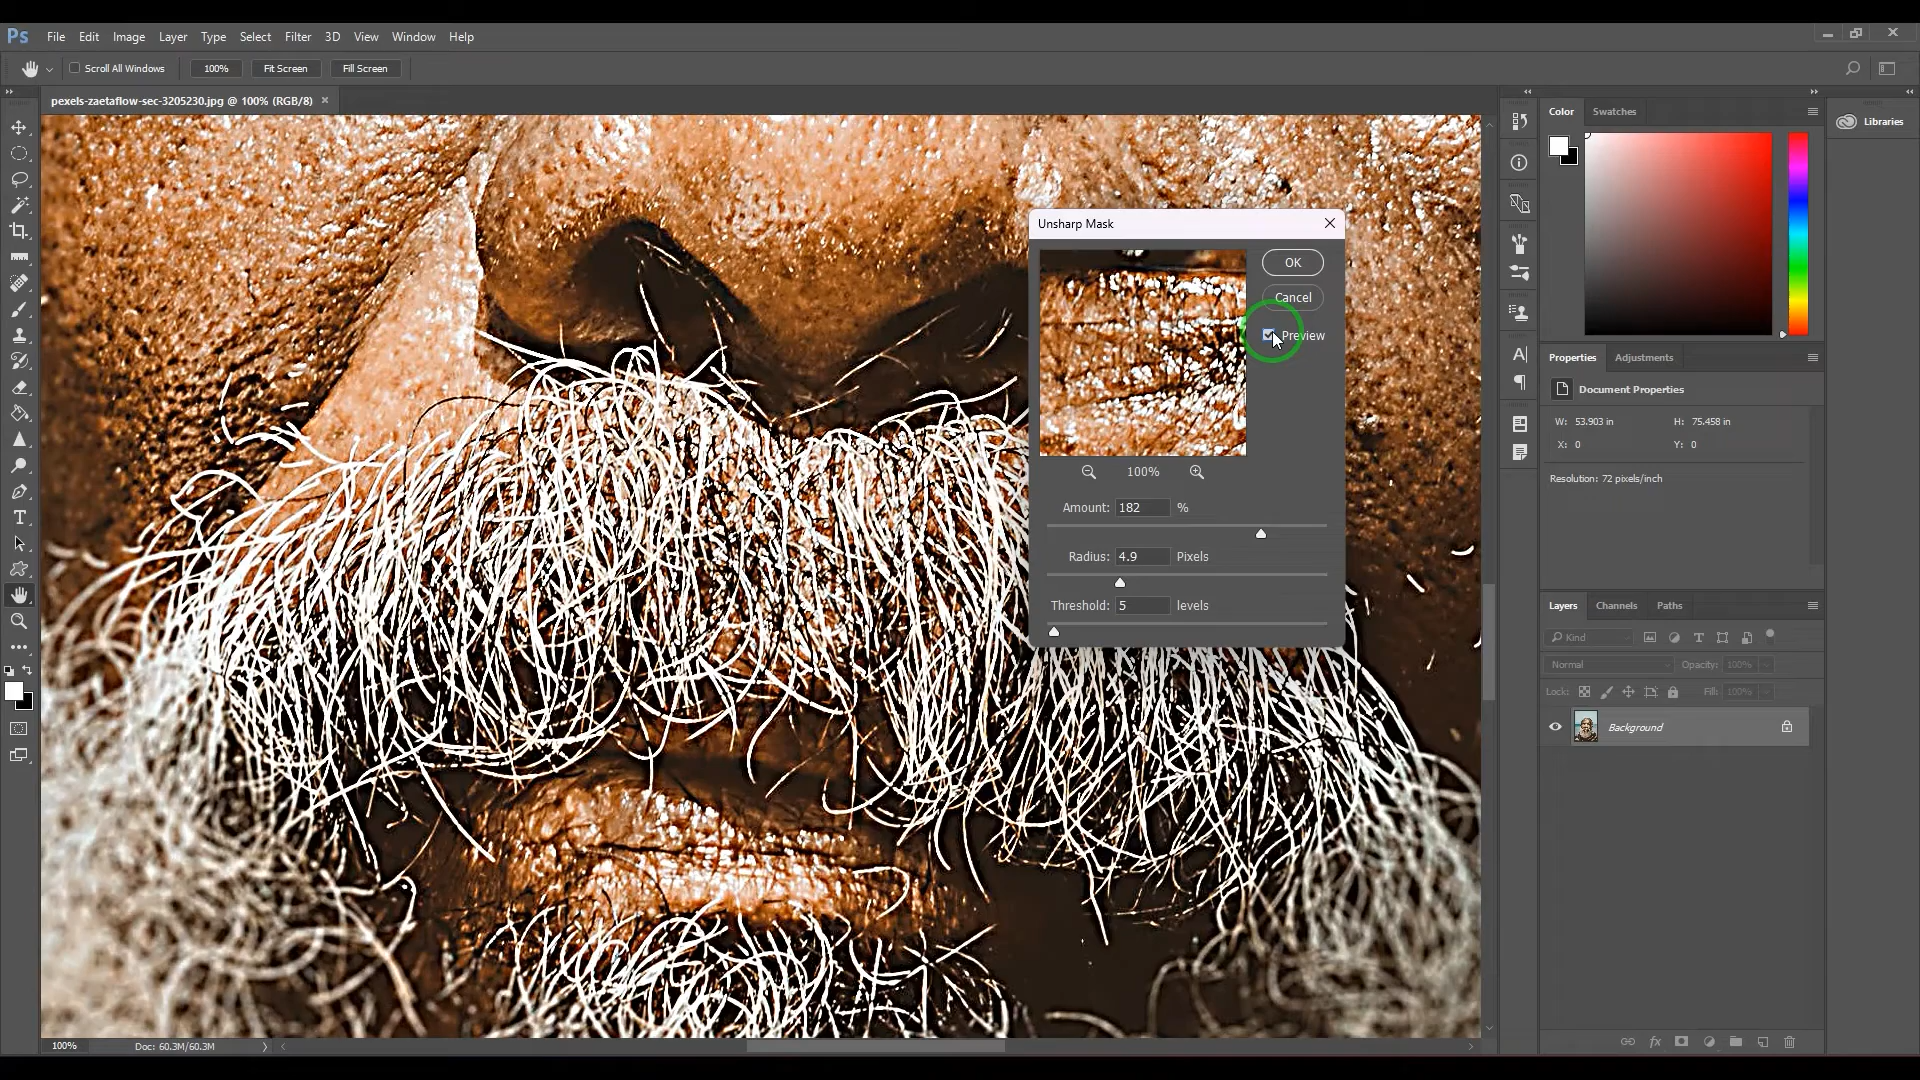 Ps File Edit Image Layer Type Select Filter 3D View Window Help
Scroll All Windows 100% Fit Screen Fill Screen
pexels-zaetaflow-sec-3205230.jpg @ 100% (RGB/8) ×
Unsharp Mask
OK
Cancel
Preview
100%
Amount: 182 %
Radius: 4.9 Pixels
Threshold: 5 levels
Color Swatches
Libraries
Properties Adjustments
Document Properties
W: 53.903 in H: 75.458 in
X: 0 Y: 0
Resolution: 72 pixels/inch
Layers Channels Paths
Kind
Normal Opacity: 100%
Lock: Fill: 100%
Background
fx
100% Doc: 60.3M/60.3M